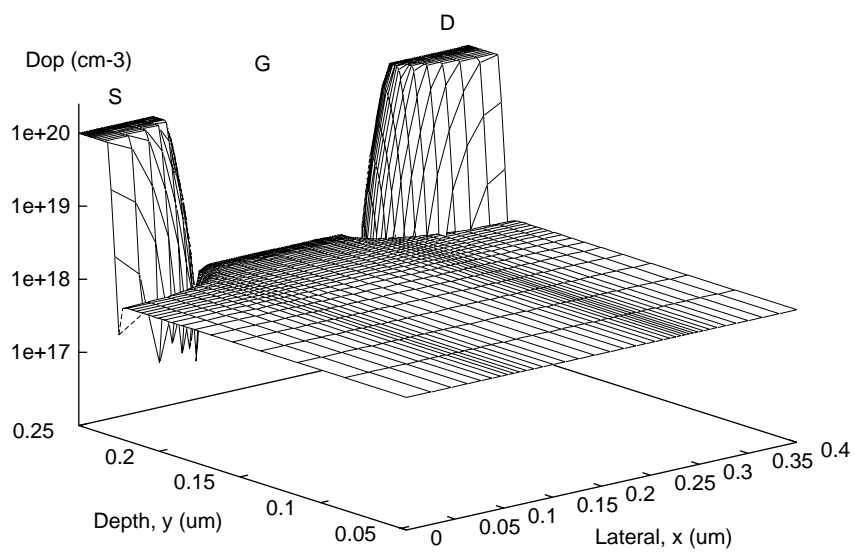 D
Dop (cm-3)
G
S
1e+20
1e+19
1e+18
1e+17
0.25
0.2
0.15
0.1
0.05
Depth, y (um)
0
0.05
0.1
0.15
0.2
0.25
0.3
0.35
0.4
Lateral, x (um)